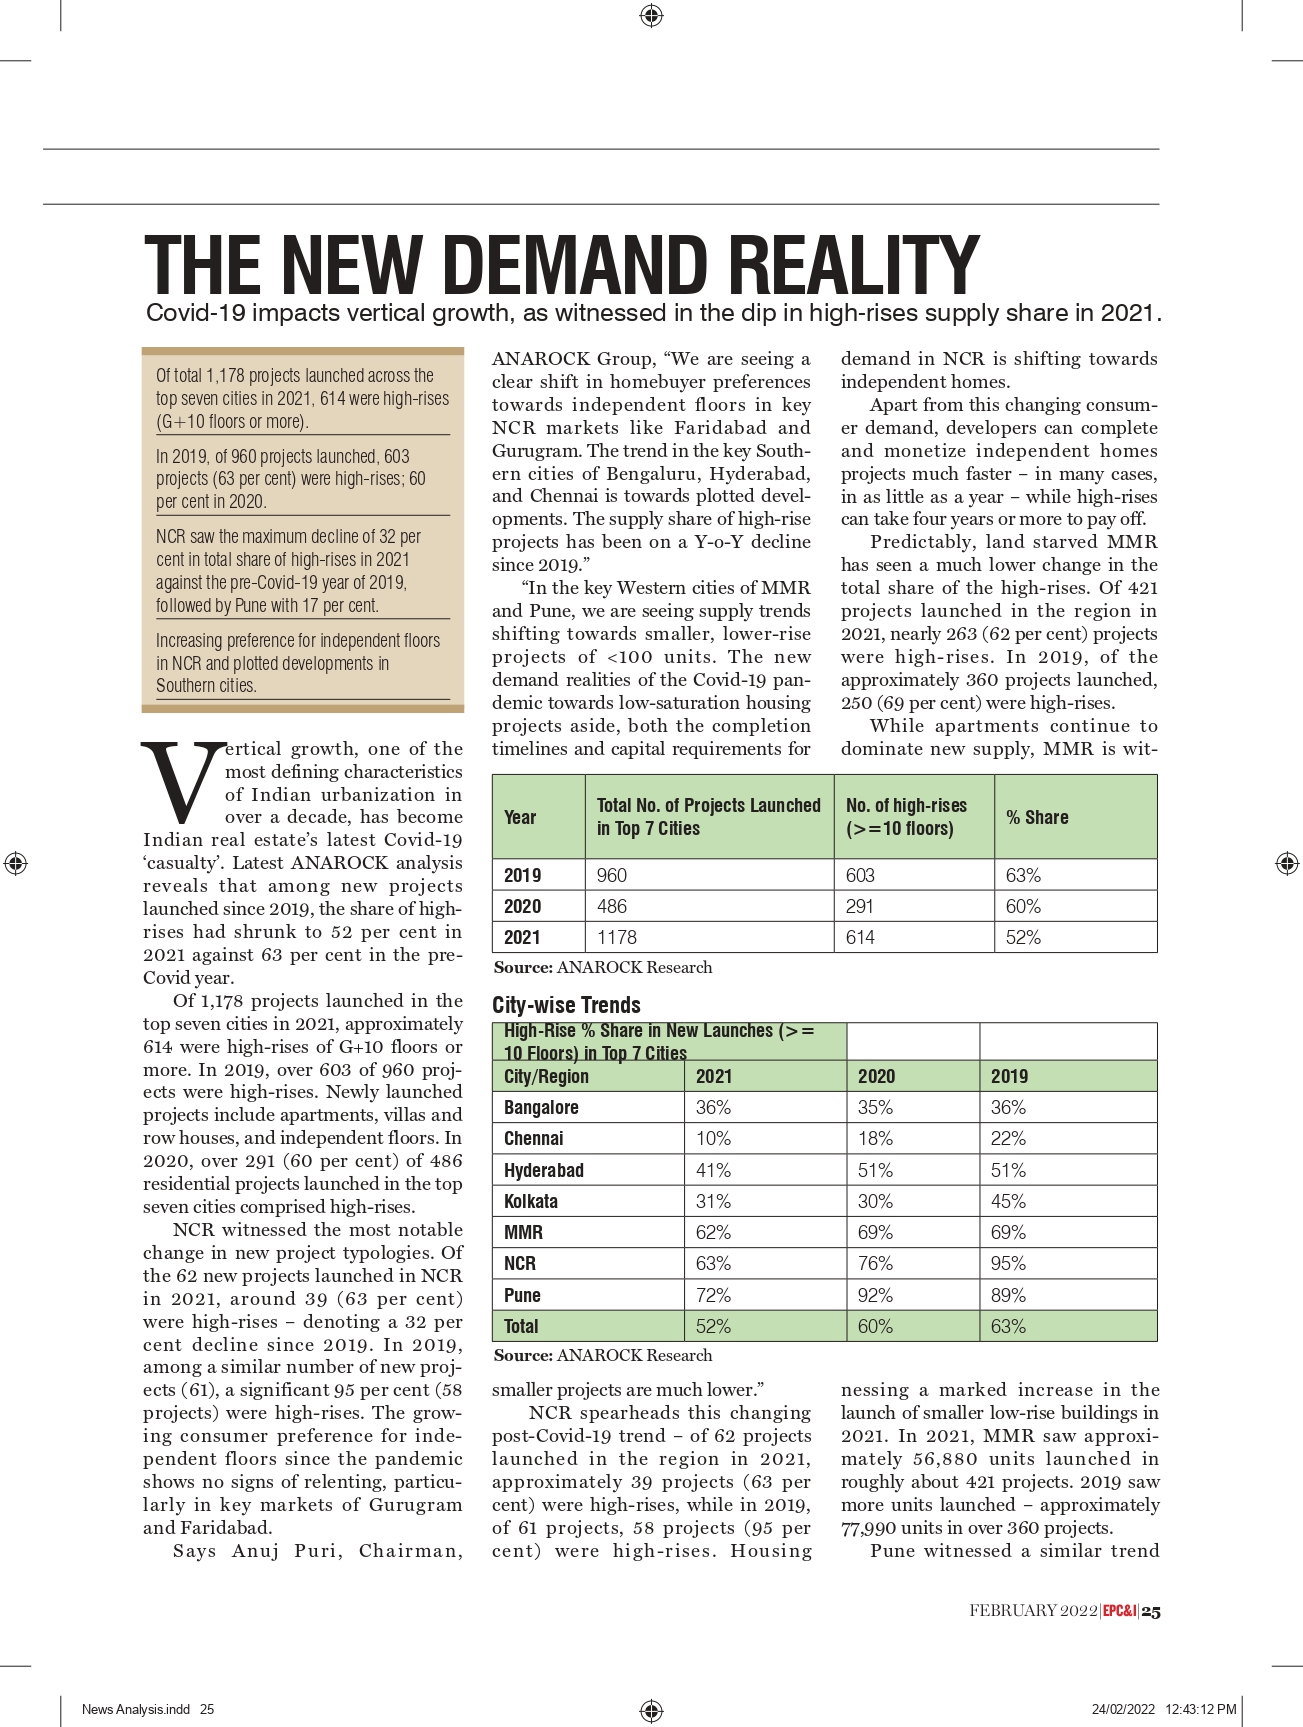 THE NEW DEMAND REALITY
Covid-19 impacts vertical growth, as witnessed in the dip in high-rises supply share in 2021.
Of total 1,178 projects launched across the
top seven cities in 2021, 614 were high-rises
(G+10 floors or more).
In 2019, of 960 projects launched, 603
projects (63 per cent) were high-rises; 60
per cent in 2020.
NCR saw the maximum decline of 32 per
cent in total share of high-rises in 2021
against the pre-Covid-19 year of 2019,
followed by Pune with 17 per cent.
Increasing preference for independent floors
in NCR and plotted developments in
Southern cities.
Vertical growth, one of the
most defining characteristics
of Indian urbanization in
over a decade, has become
Indian real estate’s latest Covid-19
‘casualty’. Latest ANAROCK analysis
reveals that among new projects
launched since 2019, the share of high-
rises had shrunk to 52 per cent in
2021 against 63 per cent in the pre-
Covid year.
Of 1,178 projects launched in the
top seven cities in 2021, approximately
614 were high-rises of G+10 floors or
more. In 2019, over 603 of 960 proj-
ects were high-rises. Newly launched
projects include apartments, villas and
row houses, and independent floors. In
2020, over 291 (60 per cent) of 486
residential projects launched in the top
seven cities comprised high-rises.
NCR witnessed the most notable
change in new project typologies. Of
the 62 new projects launched in NCR
in 2021, around 39 (63 per cent)
were high-rises – denoting a 32 per
cent decline since 2019. In 2019,
among a similar number of new proj-
ects (61), a significant 95 per cent (58
projects) were high-rises. The grow-
ing consumer preference for inde-
pendent floors since the pandemic
shows no signs of relenting, particu-
larly in key markets of Gurugram
and Faridabad.
Says Anuj Puri, Chairman,
ANAROCK Group, “We are seeing a
clear shift in homebuyer preferences
towards independent floors in key
NCR markets like Faridabad and
Gurugram. The trend in the key South-
ern cities of Bengaluru, Hyderabad,
and Chennai is towards plotted devel-
opments. The supply share of high-rise
projects has been on a Y-o-Y decline
since 2019.”
“In the key Western cities of MMR
and Pune, we are seeing supply trends
shifting towards smaller, lower-rise
projects of <100 units. The new
demand realities of the Covid-19 pan-
demic towards low-saturation housing
projects aside, both the completion
timelines and capital requirements for
demand in NCR is shifting towards
independent homes.
Apart from this changing consum-
er demand, developers can complete
and monetize independent homes
projects much faster – in many cases,
in as little as a year – while high-rises
can take four years or more to pay off.
Predictably, land starved MMR
has seen a much lower change in the
total share of the high-rises. Of 421
projects launched in the region in
2021, nearly 263 (62 per cent) projects
were high-rises. In 2019, of the
approximately 360 projects launched,
250 (69 per cent) were high-rises.
While apartments continue to
dominate new supply, MMR is wit-
Year Total No. of Projects Launched in Top 7 Cities No. of high-rises (>=10 floors) % Share
2019 960 603 63%
2020 486 291 60%
2021 1178 614 52%
Source: ANAROCK Research
City-wise Trends
High-Rise % Share in New Launches (>=
10 Floors) in Top 7 Cities
City/Region 2021 2020 2019
Bangalore 36% 35% 36%
Chennai 10% 18% 22%
Hyderabad 41% 51% 51%
Kolkata 31% 30% 45%
MMR 62% 69% 69%
NCR 63% 76% 95%
Pune 72% 92% 89%
Total 52% 60% 63%
Source: ANAROCK Research
smaller projects are much lower.”
NCR spearheads this changing
post-Covid-19 trend – of 62 projects
launched in the region in 2021,
approximately 39 projects (63 per
cent) were high-rises, while in 2019,
of 61 projects, 58 projects (95 per
cent) were high-rises. Housing
nessing a marked increase in the
launch of smaller low-rise buildings in
2021. In 2021, MMR saw approxi-
mately 56,880 units launched in
roughly about 421 projects. 2019 saw
more units launched – approximately
77,990 units in over 360 projects.
Pune witnessed a similar trend
FEBRUARY 2022|EPC&I|25
News Analysis.indd 25
24/02/2022 12:43:12 PM